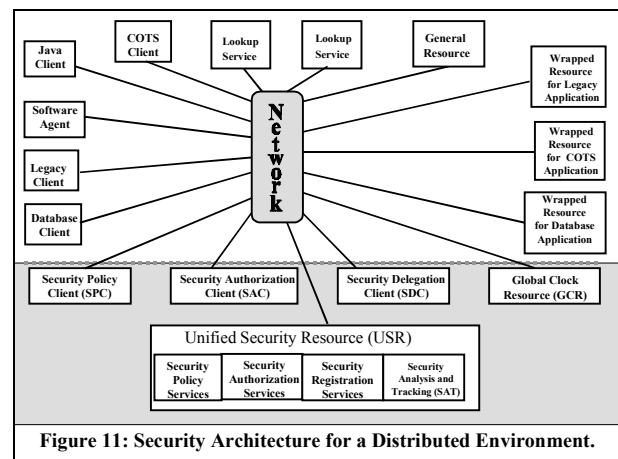 Java
Client
COTS
Client
Lookup
Service
Lookup
Service
General
Resource
Wrapped
Resource
for Legacy
Application
Software
Agent
Network
Wrapped
Resource
for COTS
Application
Legacy
Client
Database
Client
Wrapped
Resource
for Database
Application
Security Policy
Client (SPC)
Security Authorization
Client (SAC)
Security Delegation
Client (SDC)
Global Clock
Resource (GCR)
Unified Security Resource (USR)
Security
Policy
Services
Security
Authorization
Services
Security
Registration
Services
Security
Analysis and
Tracking (SAT)
Figure 11: Security Architecture for a Distributed Environment.